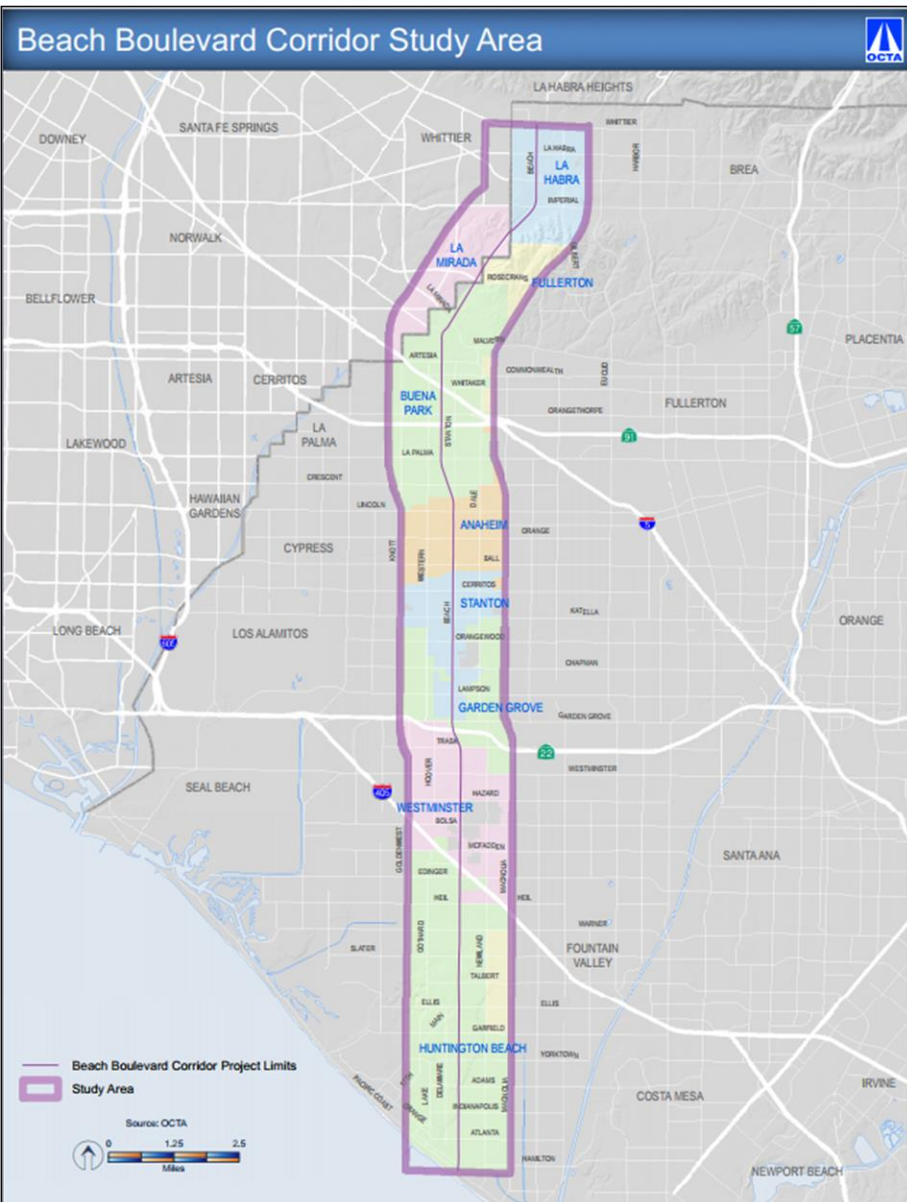 Beach Boulevard Corridor Study Area
OCTA
LA HABRA HEIGHTS
DOWNEY
SANTA FE SPRINGS
WHITTIER
WHITTIER
LA HABRA
BEACH
LA
HABRA
HARBOR
BREA
IMPERIAL
NORWALK
LA
MIRADA
ROSECRANS
FULLERTON
BELLFLOWER
LA MIRADA
57
MALVERN
PLACENTIA
ARTESIA
ARTESIA
CERRITOS
WHITAKER
COMMONWEALTH
EUCLID
BUENA
PARK
ORANGETHORPE
FULLERTON
STANTON
LA
PALMA
91
LAKEWOOD
LA PALMA
CRESCENT
HAWAIIAN
GARDENS
LINCOLN
DALE
ANAHEIM
ORANGE
5
CYPRESS
KNOTT
WESTERN
BALL
CERRITOS
STANTON
KATELLA
BEACH
LONG BEACH
605
LOS ALAMITOS
ORANGEWOOD
ORANGE
CHAPMAN
LAMPSON
GARDEN GROVE
GARDEN GROVE
TRASK
22
WESTMINSTER
HOOVER
SEAL BEACH
405
HAZARD
WESTMINSTER
BOLSA
GOLDENWEST
MCFADDEN
SANTA ANA
EDINGER
MAGNOLIA
HEIL
HEIL
WARNER
GOTHARD
SLATER
NEWLAND
FOUNTAIN
VALLEY
TALBERT
ELLIS
ELLIS
MAIN
GARFIELD
HUNTINGTON BEACH
YORKTOWN
Beach Boulevard Corridor Project Limits
Study Area
17TH
LAKE
DELAWARE
ADAMS
MAGNOLIA
PACIFIC COAST
ORANGE
INDIANAPOLIS
COSTA MESA
IRVINE
ATLANTA
Source: OCTA
0 1.25 2.5
Miles
HAMILTON
NEWPORT BEACH